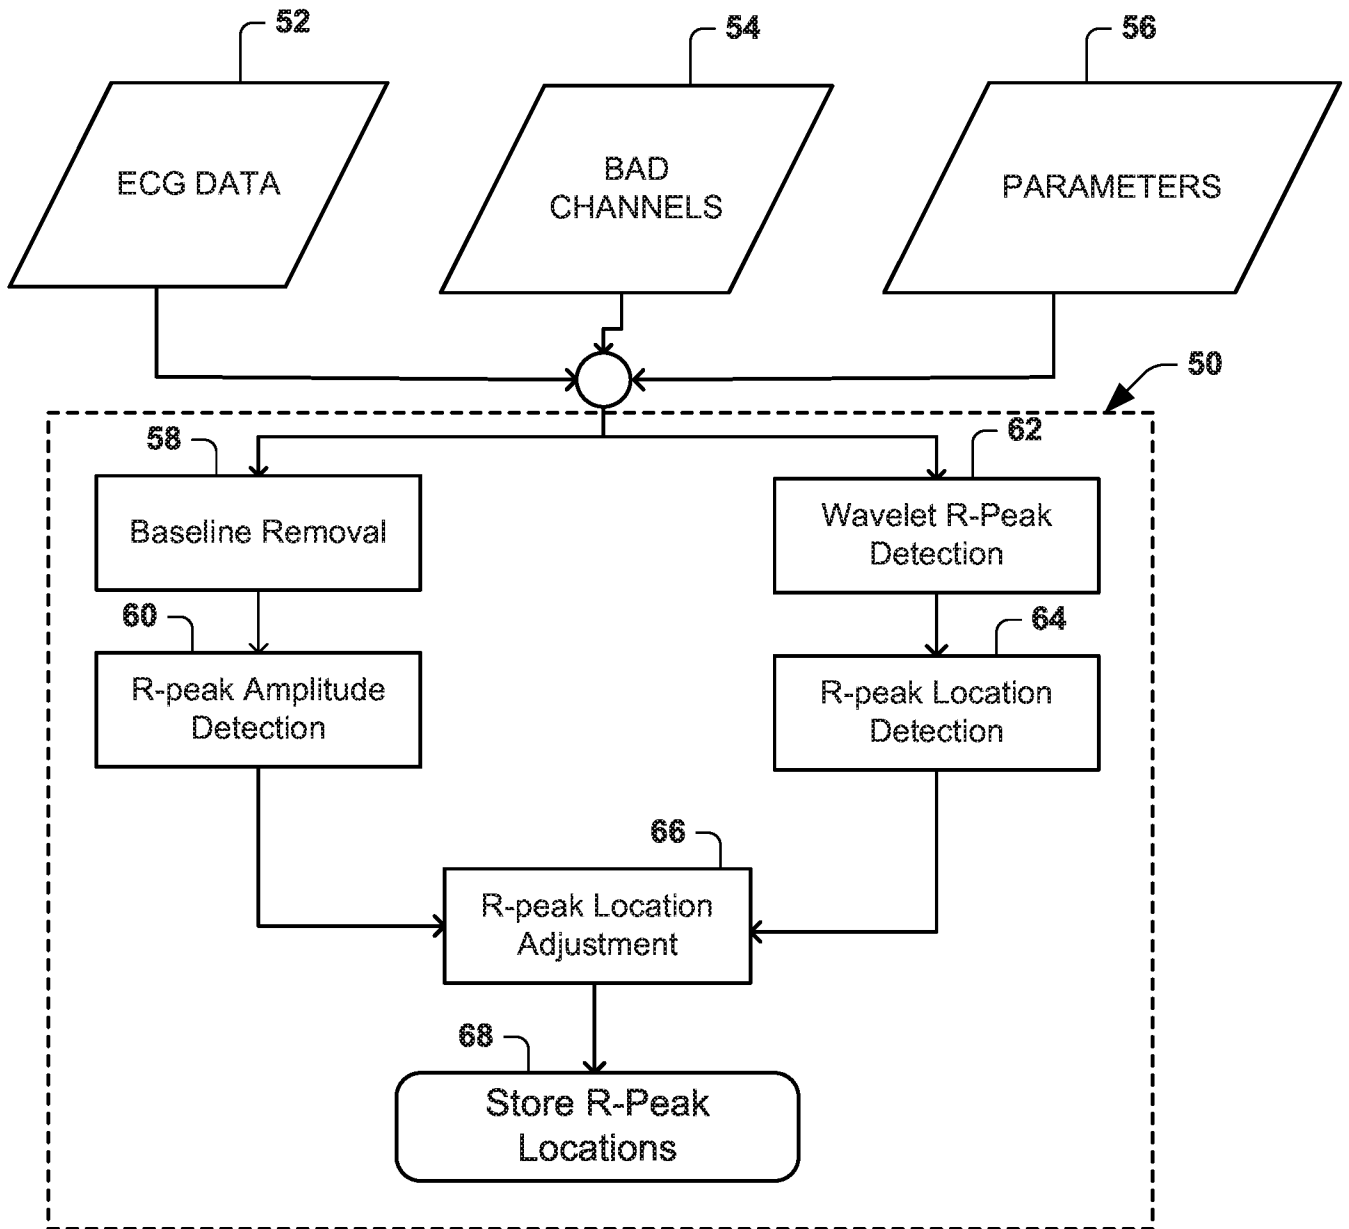 52
54
56
ECG DATA
BAD
CHANNELS
PARAMETERS
50
58
62
Baseline Removal
Wavelet R-Peak
Detection
60
64
R-peak Amplitude
Detection
R-peak Location
Detection
66
R-peak Location
Adjustment
68
Store R-Peak
Locations